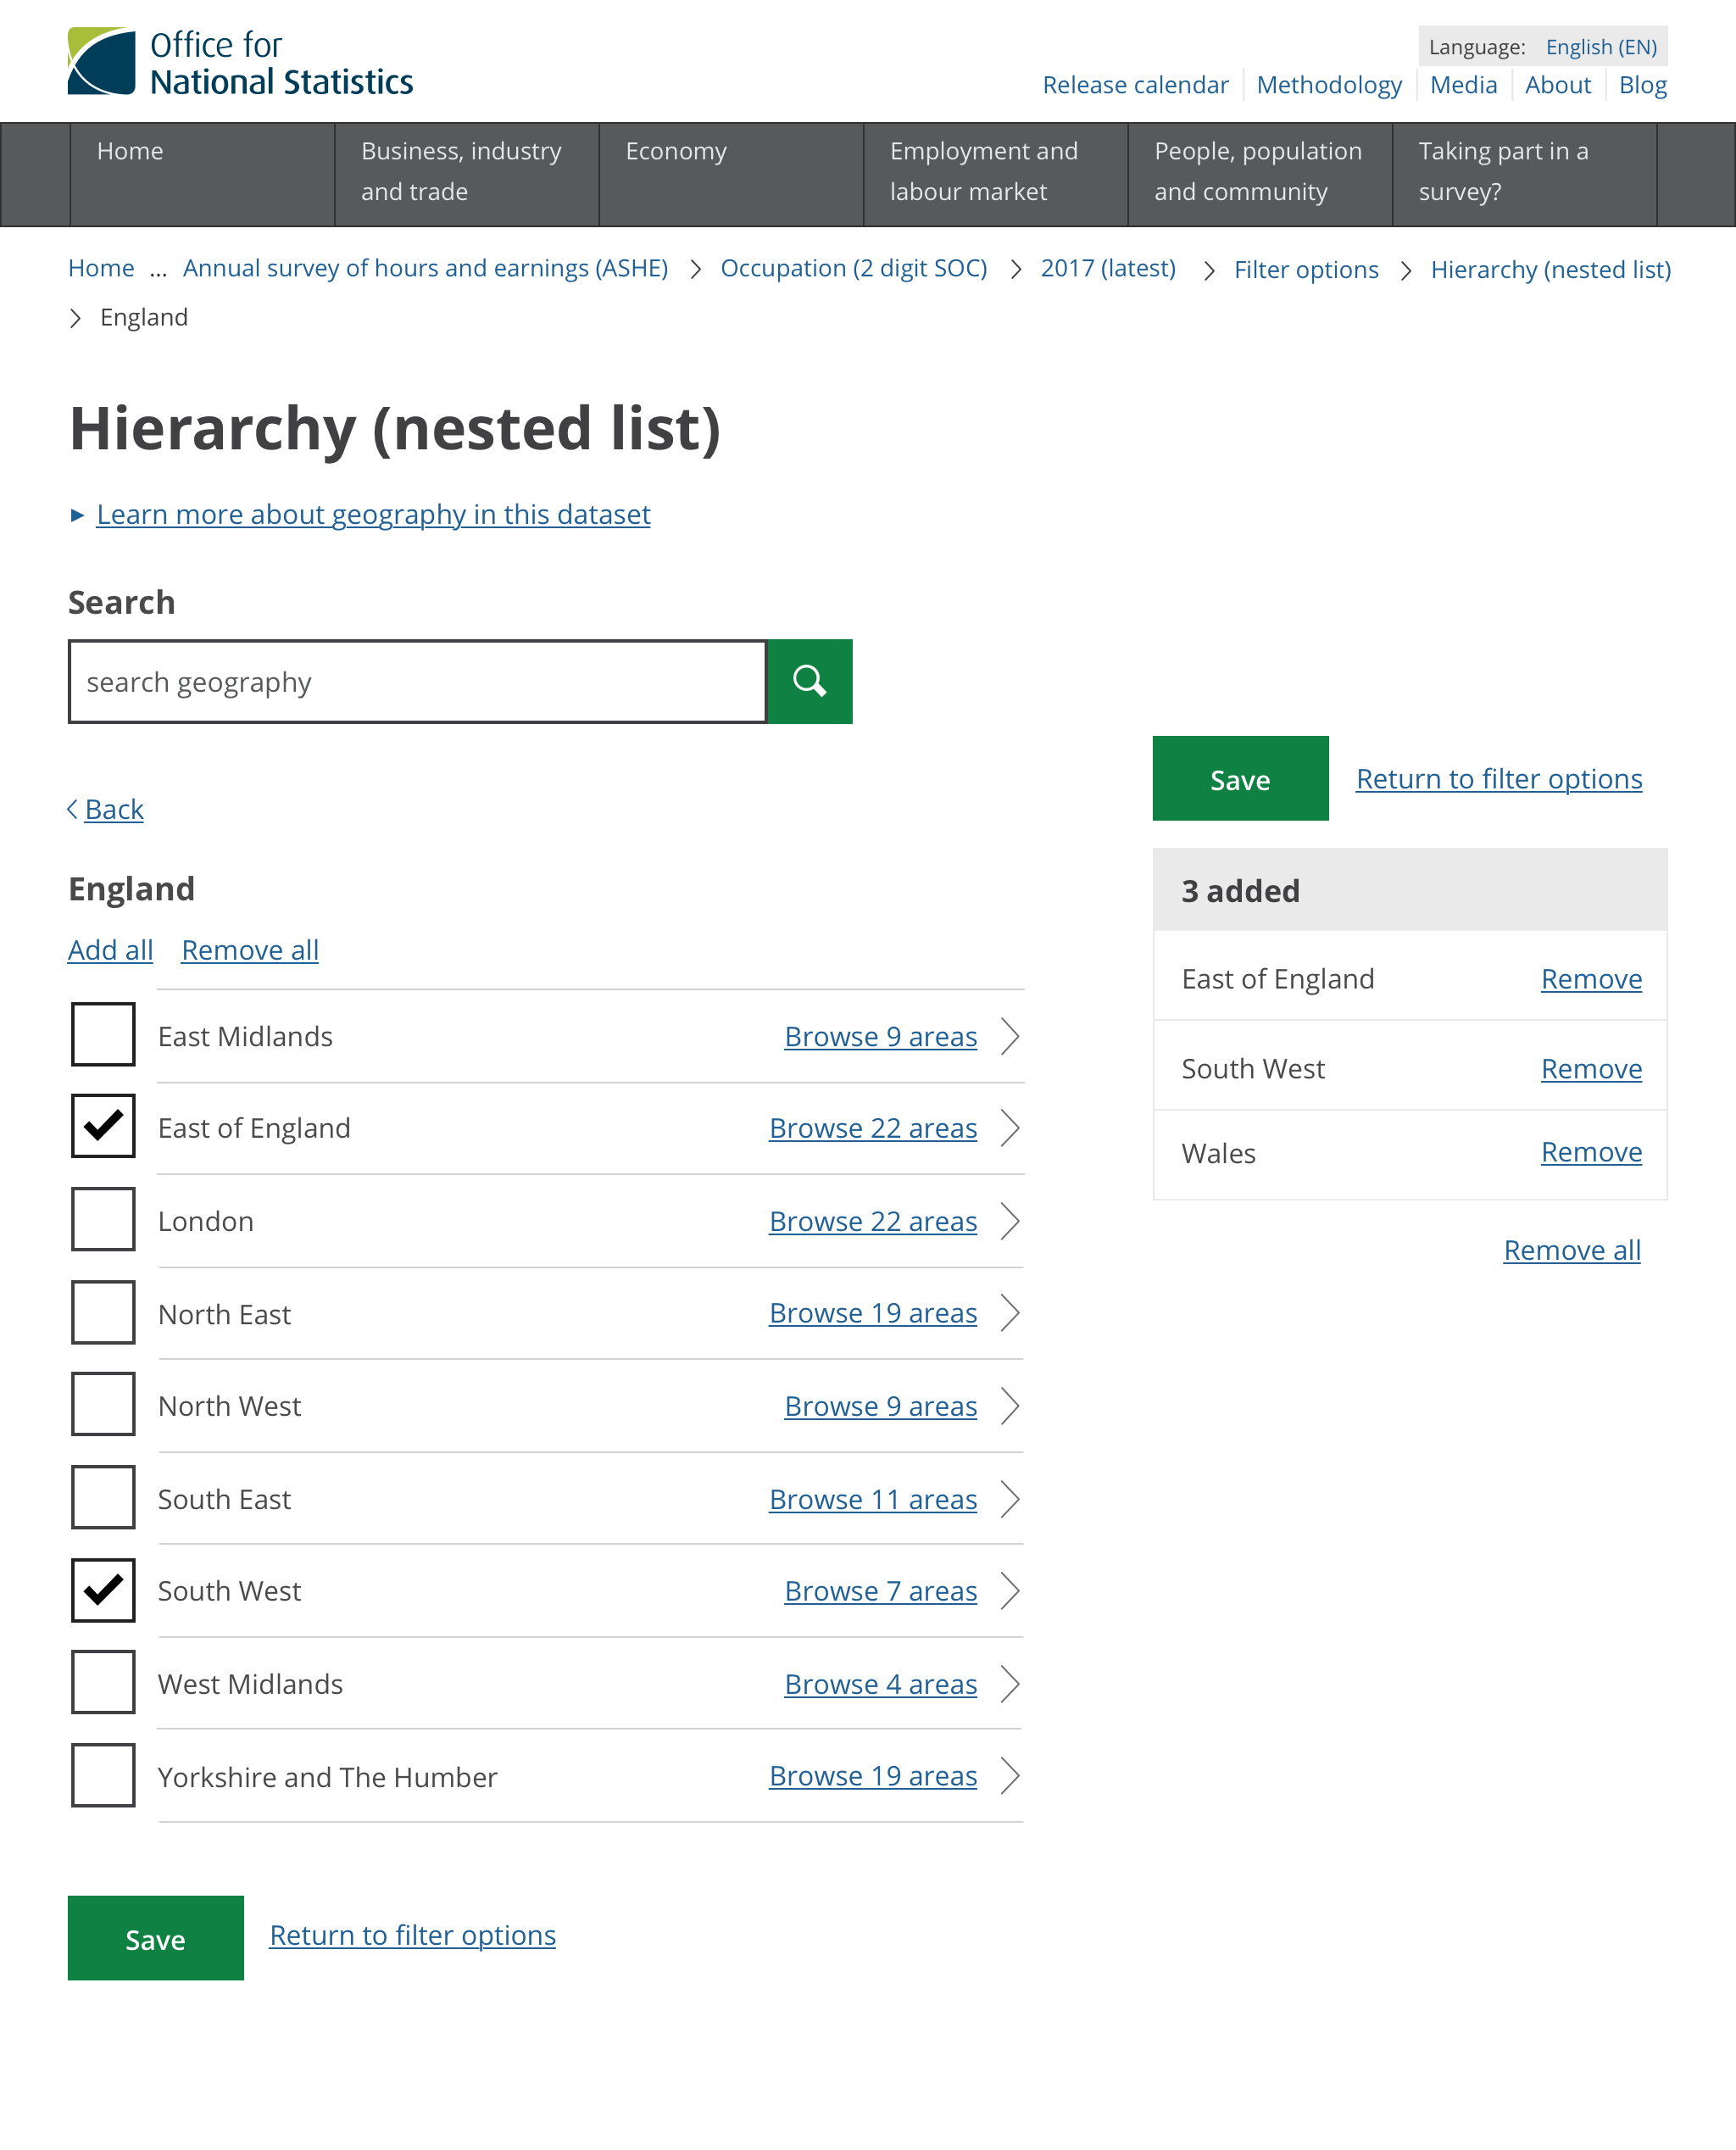 Office for
National Statistics
Language: English (EN)
Release calendar Methodology Media About Blog
Home
Business, industry
and trade
Economy
Employment and
labour market
People, population
and community
Taking part in a
survey?
Home ... Annual survey of hours and earnings (ASHE) Occupation (2 digit SOC) 2017 (latest) Filter options Hierarchy (nested list)
England
Hierarchy (nested list)
Learn more about geography in this dataset
Search
search geography
Back
England
Add all Remove all
East Midlands Browse 9 areas
East of England Browse 22 areas
London Browse 22 areas
North East Browse 19 areas
North West Browse 9 areas
South East Browse 11 areas
South West Browse 7 areas
West Midlands Browse 4 areas
Yorkshire and The Humber Browse 19 areas
Save Return to filter options
Save Return to filter options
3 added
East of England Remove
South West Remove
Wales Remove
Remove all